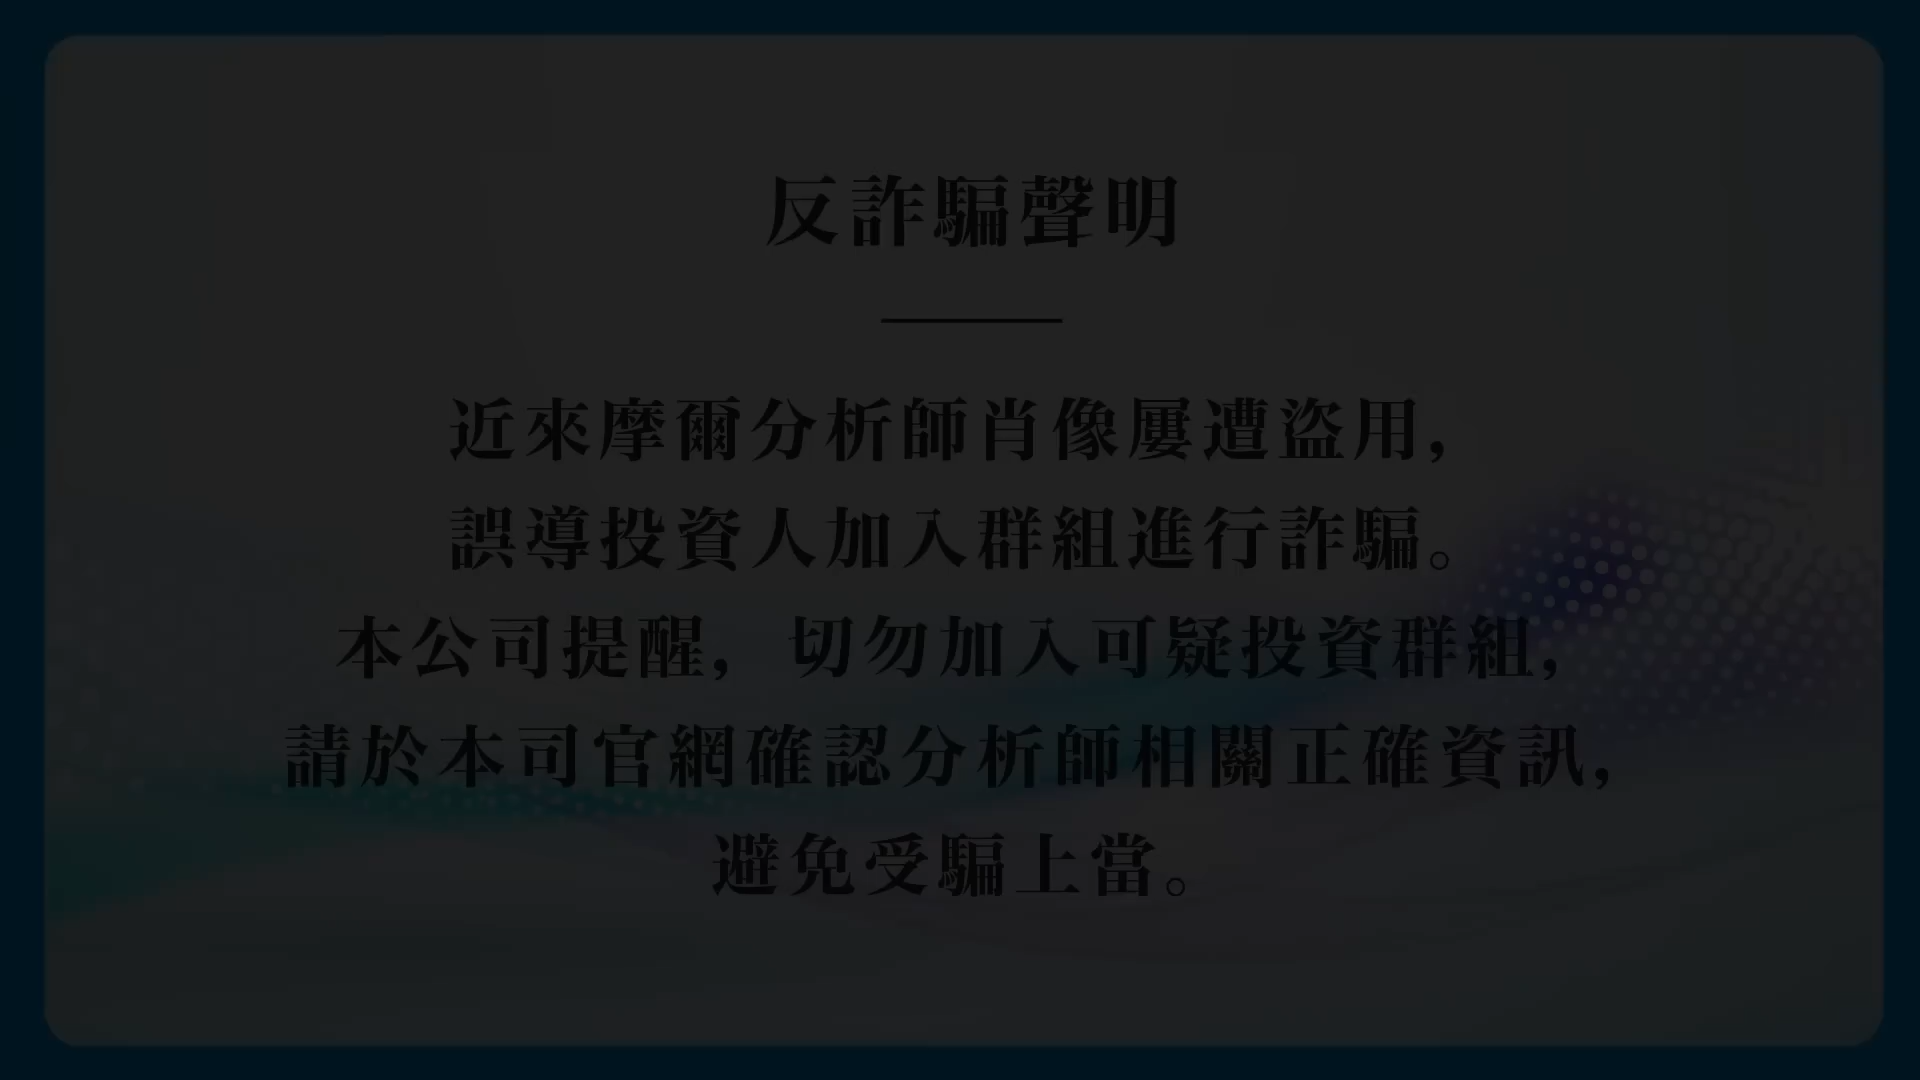 反詐騙聲明
近來摩爾分析師肖像屢遭盜用，
誤導投資人加入群組進行詐騙。
本公司提醒，切勿加入可疑投資群組，
請於本司官網確認分析師相關正確資訊，
避免受騙上當。